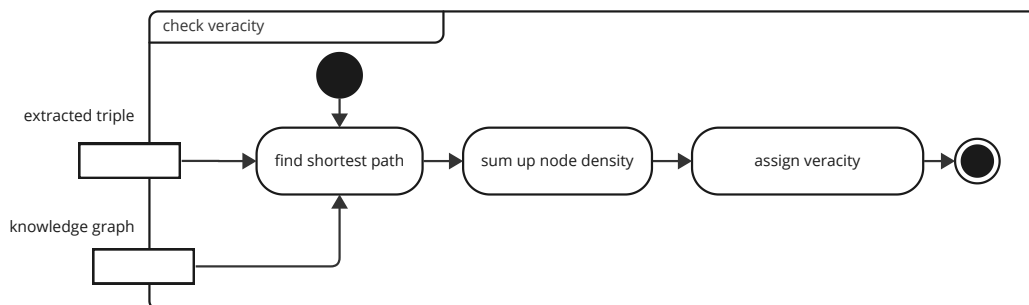 check veracity
extracted triple
find shortest path
sum up node density
assign veracity
knowledge graph